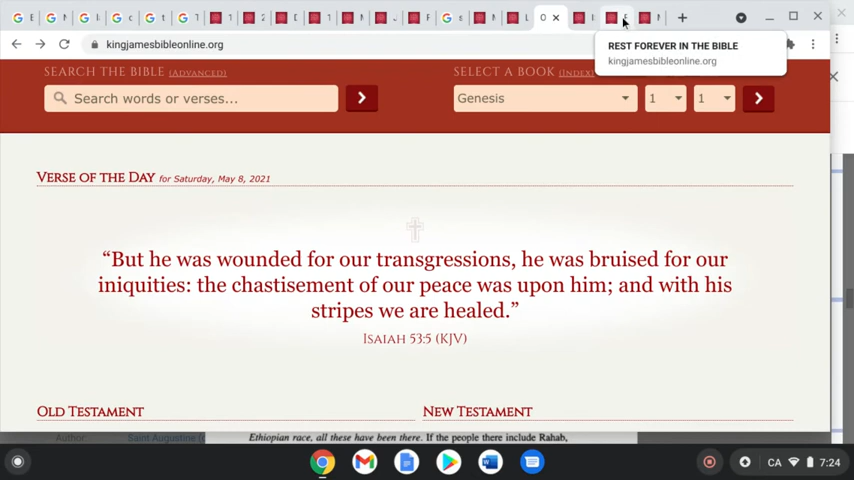 kingjamesbibleonline.org
REST FOREVER IN THE BIBLE
kingjamesbibleonline.org
SEARCH THE BIBLE (ADVANCED)
SELECT A BOOK (INDEX)
Search words or verses...
Genesis
1
1
VERSE OF THE DAY for Saturday, May 8, 2021
“But he was wounded for our transgressions, he was bruised for our
iniquities: the chastisement of our peace was upon him; and with his
stripes we are healed.”
ISAIAH 53:5 (KJV)
OLD TESTAMENT
NEW TESTAMENT
Author:
Saint Augustine (
Ethiopian race, all these have been there. If the people there include Rahab,
CA
7:24